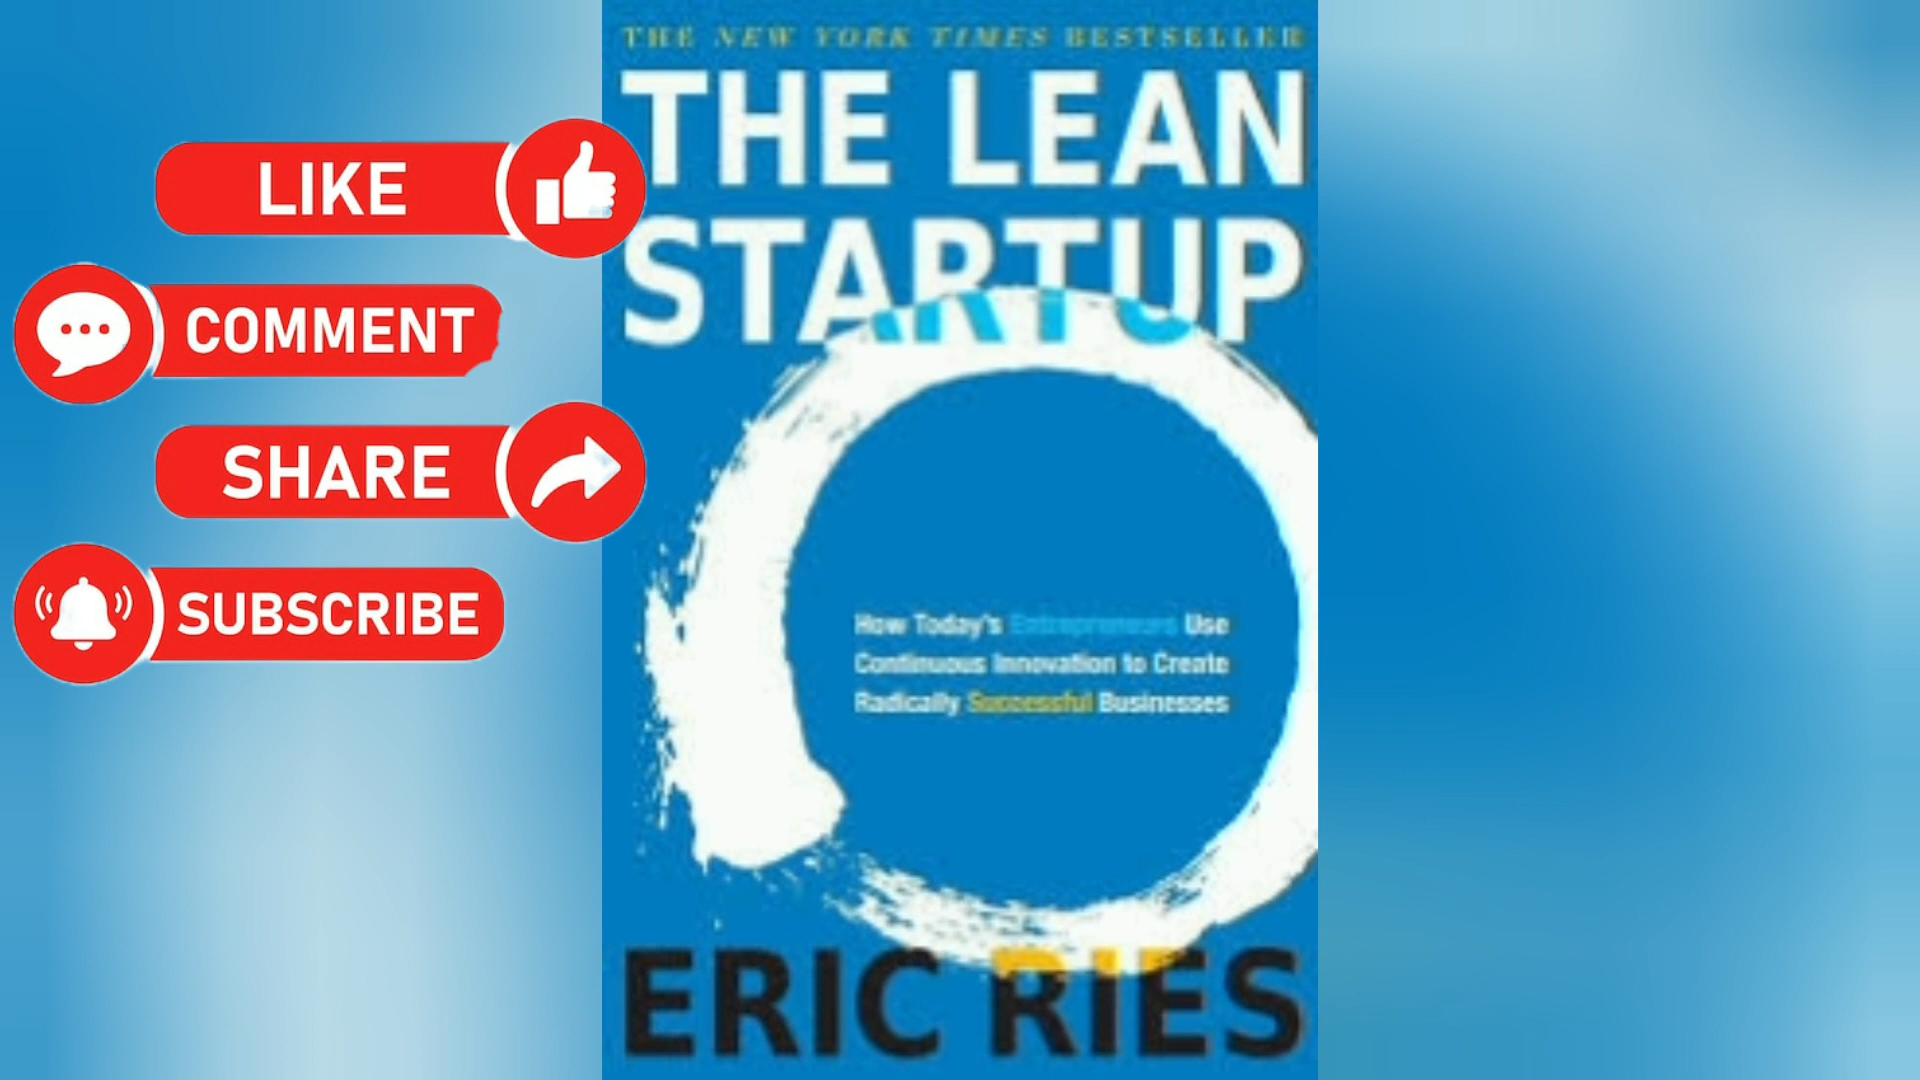 THE NEW YORK TIMES BESTSELLER
THE LEAN
STARTUP
How Today's Entrepreneurs Use
Continuous Innovation to Create
Radically Successful Businesses
ERIC RIES
LIKE
COMMENT
SHARE
SUBSCRIBE